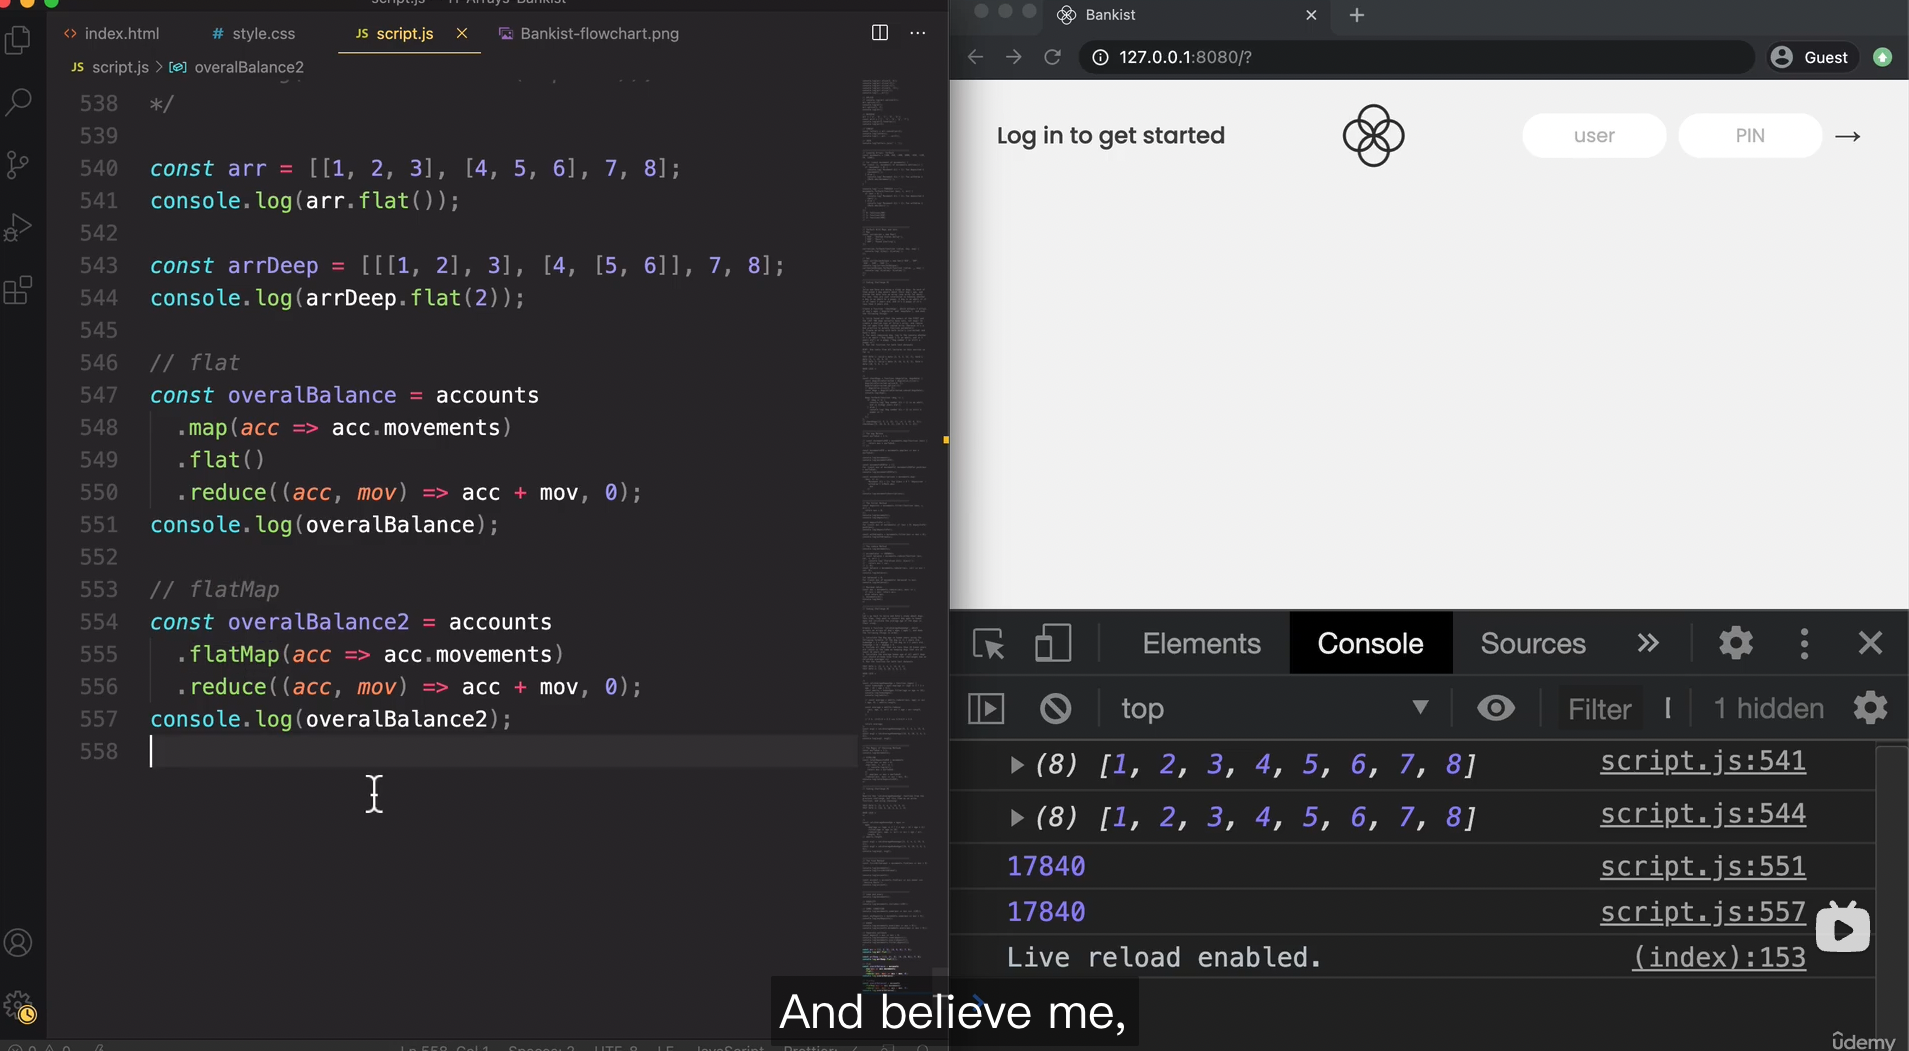 index.html
style.css
JS script.js
Bankist-flowchart.png
JS script.js > overalBalance2
538 */
539
540 const arr = [[1, 2, 3], [4, 5, 6], 7, 8];
541 console.log(arr.flat());
542
543 const arrDeep = [[[1, 2], 3], [4, [5, 6]], 7, 8];
544 console.log(arrDeep.flat(2));
545
546 // flat
547 const overalBalance = accounts
548 .map(acc => acc.movements)
549 .flat()
550 .reduce((acc, mov) => acc + mov, 0);
551 console.log(overalBalance);
552
553 // flatMap
554 const overalBalance2 = accounts
555 .flatMap(acc => acc.movements)
556 .reduce((acc, mov) => acc + mov, 0);
557 console.log(overalBalance2);
558
Bankist
127.0.0.1:8080/?
Guest
Log in to get started
user
PIN
Elements
Console
Sources
top
Filter
1 hidden
(8) [1, 2, 3, 4, 5, 6, 7, 8] script.js:541
(8) [1, 2, 3, 4, 5, 6, 7, 8] script.js:544
17840 script.js:551
17840 script.js:557
Live reload enabled. (index):153
And believe me,
ûdemy